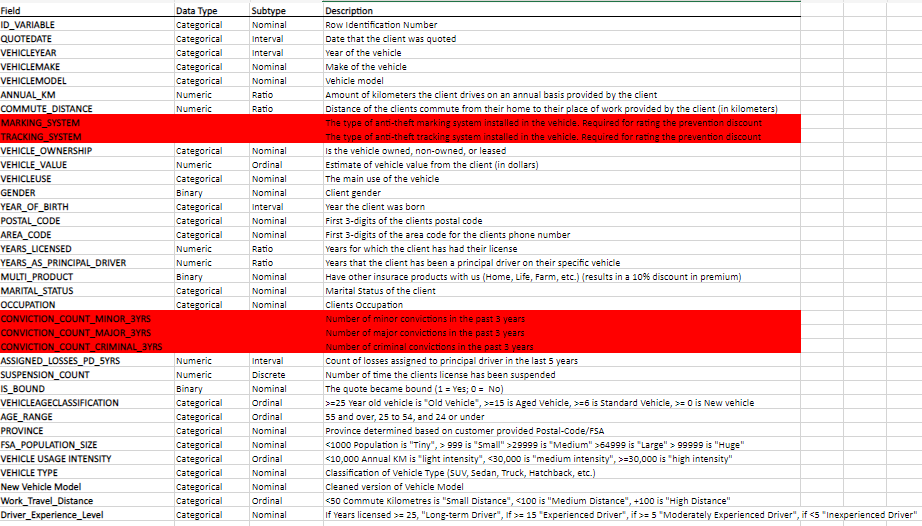 Field Data Type Subtype Description
ID_VARIABLE Categorical Nominal Row Identification Number
QUOTEDATE Categorical Interval Date that the client was quoted
VEHICLEYEAR Categorical Interval Year of the vehicle
VEHICLEMAKE Categorical Nominal Make of the vehicle
VEHICLEMODEL Categorical Nominal Vehicle model
ANNUAL_KM Numeric Ratio Amount of kilometers the client drives on an annual basis provided by the client
COMMUTE_DISTANCE Numeric Ratio Distance of the clients commute from their home to their place of work provided by the client (in kilometers)
MARKING_SYSTEM The type of anti-theft marking system installed in the vehicle. Required for rating the prevention discount
TRACKING_SYSTEM The type of anti-theft tracking system installed in the vehicle. Required for rating the prevention discount
VEHICLE_OWNERSHIP Categorical Nominal Is the vehicle owned, non-owned, or leased
VEHICLE_VALUE Numeric Ordinal Estimate of vehicle value from the client (in dollars)
VEHICLEUSE Categorical Nominal The main use of the vehicle
GENDER Binary Nominal Client gender
YEAR_OF_BIRTH Categorical Interval Year the client was born
POSTAL_CODE Categorical Nominal First 3-digits of the clients postal code
AREA_CODE Categorical Nominal First 3-digits of the area code for the clients phone number
YEARS_LICENSED Numeric Ratio Years for which the client has had their license
YEARS_AS_PRINCIPAL_DRIVER Numeric Ratio Years that the client has been a principal driver on their specific vehicle
MULTI_PRODUCT Binary Nominal Have other insurace products with us (Home, Life, Farm, etc.) (results in a 10% discount in premium)
MARITAL_STATUS Categorical Nominal Marital Status of the client
OCCUPATION Categorical Nominal Clients Occupation
CONVICTION_COUNT_MINOR_3YRS Number of minor convictions in the past 3 years
CONVICTION_COUNT_MAJOR_3YRS Number of major convictions in the past 3 years
CONVICTION_COUNT_CRIMINAL_3YRS Number of criminal convictions in the past 3 years
ASSIGNED_LOSSES_PD_5YRS Numeric Interval Count of losses assigned to principal driver in the last 5 years
SUSPENSION_COUNT Numeric Discrete Number of time the clients license has been suspended
IS_BOUND Binary Nominal The quote became bound (1 = Yes; 0 = No)
VEHICLEAGECLASSIFICATION Categorical Ordinal >=25 Year old vehicle is "Old Vehicle", >=15 is Aged Vehicle, >=6 is Standard Vehicle, >= 0 is New vehicle
AGE_RANGE Categorical Ordinal 55 and over, 25 to 54, and 24 or under
PROVINCE Categorical Nominal Province determined based on customer provided Postal-Code/FSA
FSA_POPULATION_SIZE Categorical Nominal <1000 Population is "Tiny", > 999 is "Small" >29999 is "Medium" >64999 is "Large" > 99999 is "Huge"
VEHICLE USAGE INTENSITY Categorical Ordinal <10,000 Annual KM is "light intensity", <30,000 is "medium intensity", >=30,000 is "high intensity"
VEHICLE TYPE Categorical Nominal Classification of Vehicle Type (SUV, Sedan, Truck, Hatchback, etc.)
New Vehicle Model Categorical Nominal Cleaned version of Vehicle Model
Work_Travel_Distance Categorical Ordinal <50 Commute Kilometres is "Small Distance", <100 is "Medium Distance", +100 is "High Distance"
Driver_Experience_Level Categorical Nominal If Years licensed >= 25, "Long-term Driver", If >= 15 "Experienced Driver", if >= 5 "Moderately Experienced Driver", if <5 "Inexperienced Driver"